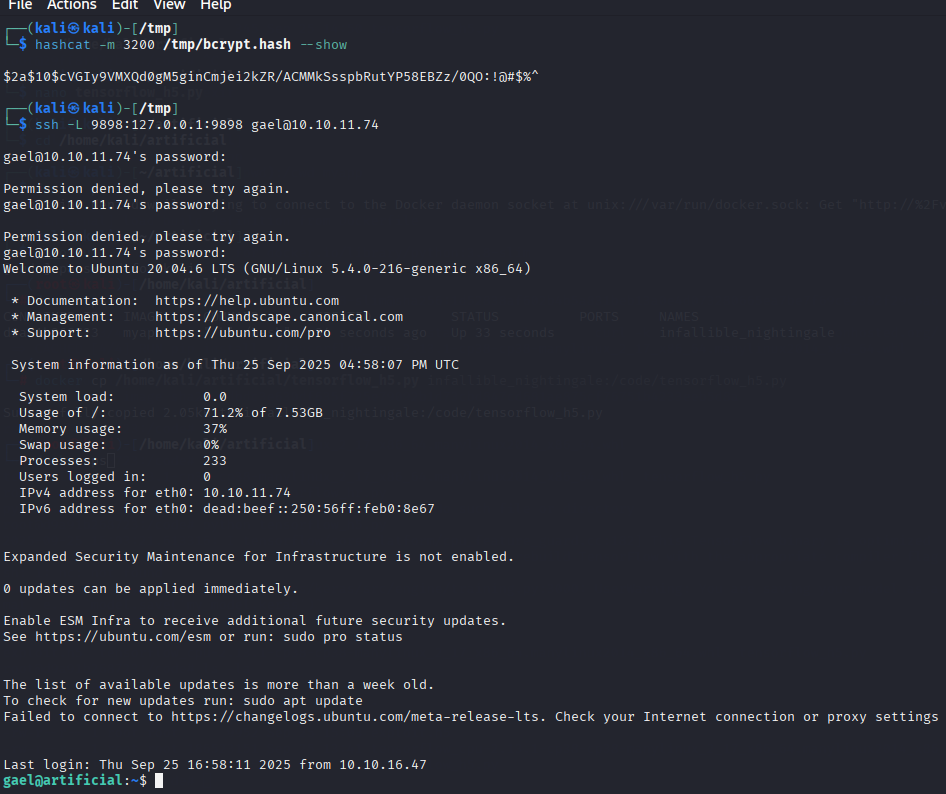 File Actions Edit View Help
┌──(kali㉿kali)-[/tmp]
└─$ hashcat -m 3200 /tmp/bcrypt.hash --show
$2a$10$cVGIy9VMXQd0gM5ginCmjei2kZR/ACMMkSsspbRutYP58EBZz/0QO:!@#$%^
┌──(kali㉿kali)-[/tmp]
└─$ ssh -L 9898:127.0.0.1:9898 gael@10.10.11.74
gael@10.10.11.74's password:
Permission denied, please try again.
gael@10.10.11.74's password:
Permission denied, please try again.
gael@10.10.11.74's password:
Welcome to Ubuntu 20.04.6 LTS (GNU/Linux 5.4.0-216-generic x86_64)
* Documentation: https://help.ubuntu.com
* Management: https://landscape.canonical.com
* Support: https://ubuntu.com/pro
System information as of Thu 25 Sep 2025 04:58:07 PM UTC
System load: 0.0
Usage of /: 71.2% of 7.53GB
Memory usage: 37%
Swap usage: 0%
Processes: 233
Users logged in: 0
IPv4 address for eth0: 10.10.11.74
IPv6 address for eth0: dead:beef::250:56ff:feb0:8e67
Expanded Security Maintenance for Infrastructure is not enabled.
0 updates can be applied immediately.
Enable ESM Infra to receive additional future security updates.
See https://ubuntu.com/esm or run: sudo pro status
The list of available updates is more than a week old.
To check for new updates run: sudo apt update
Failed to connect to https://changelogs.ubuntu.com/meta-release-lts. Check your Internet connection or proxy settings
Last login: Thu Sep 25 16:58:11 2025 from 10.10.16.47
gael@artificial:~$